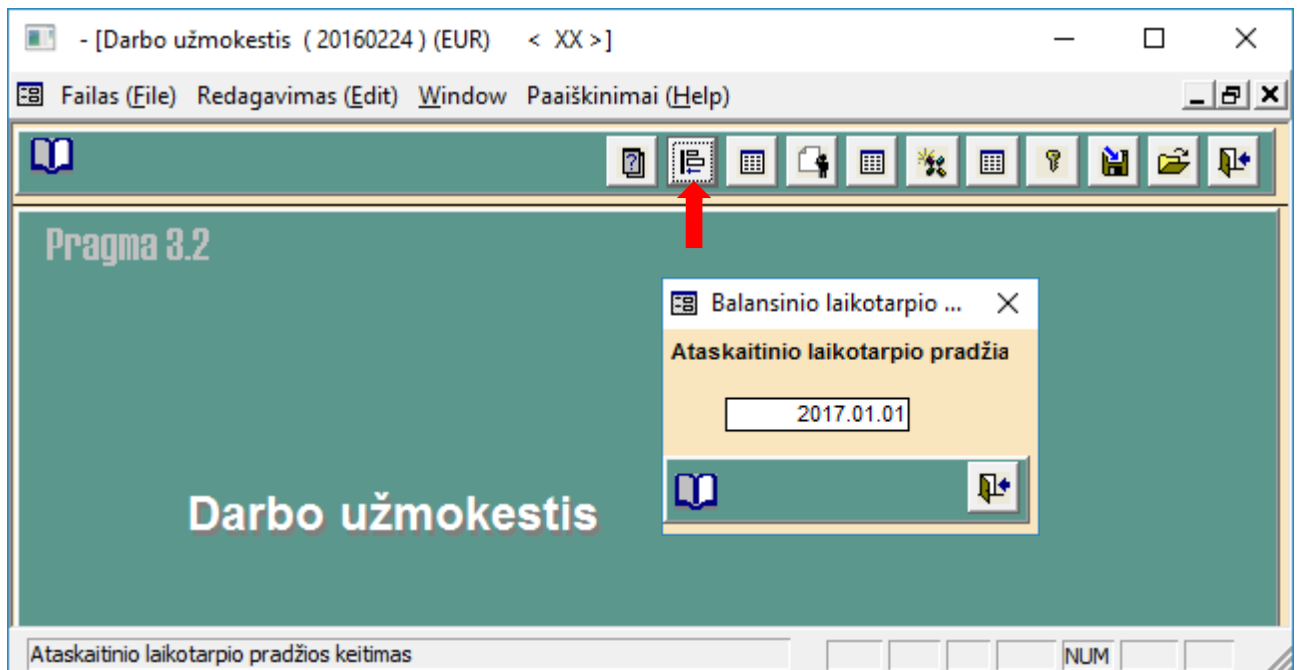 - [Darbo užmokestis ( 20160224 ) (EUR) < XX >]
Failas (File) Redagavimas (Edit) Window Paaiškinimai (Help)
Pragma 3.2
Balansinio laikotarpio ...
Ataskaitinio laikotarpio pradžia
2017.01.01
Darbo užmokestis
Ataskaitinio laikotarpio pradžios keitimas NUM